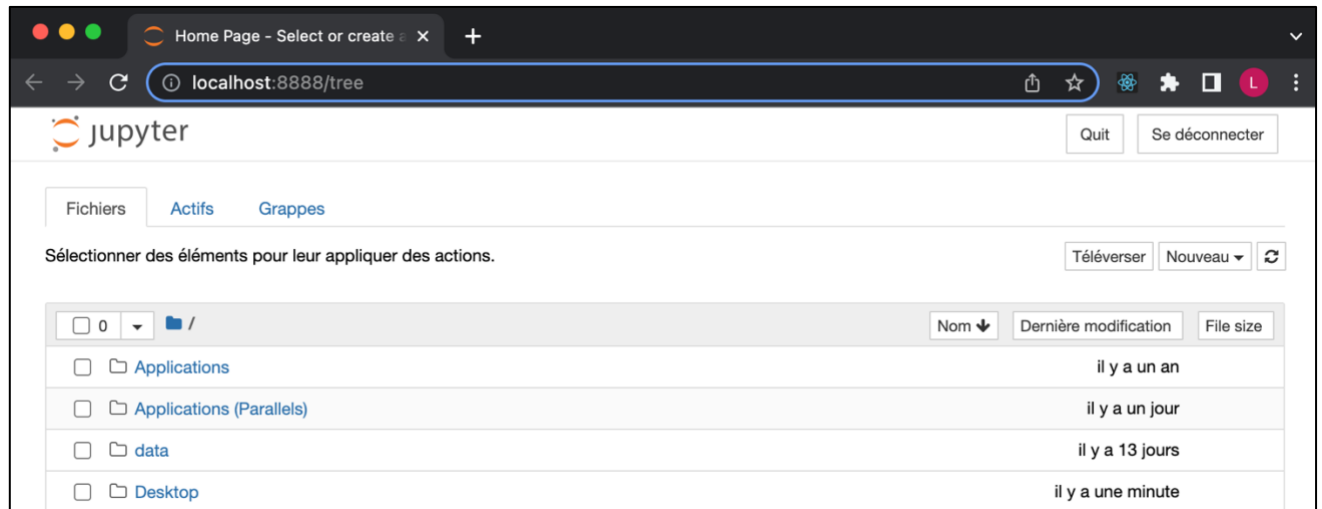 Home Page - Select or create a
localhost:8888/tree
L
jupyter
Quit
Se déconnecter
Fichiers
Actifs
Grappes
Sélectionner des éléments pour leur appliquer des actions.
Téléverser
Nouveau
0
/
Nom
Dernière modification
File size
Applications
il y a un an
Applications (Parallels)
il y a un jour
data
il y a 13 jours
Desktop
il y a une minute